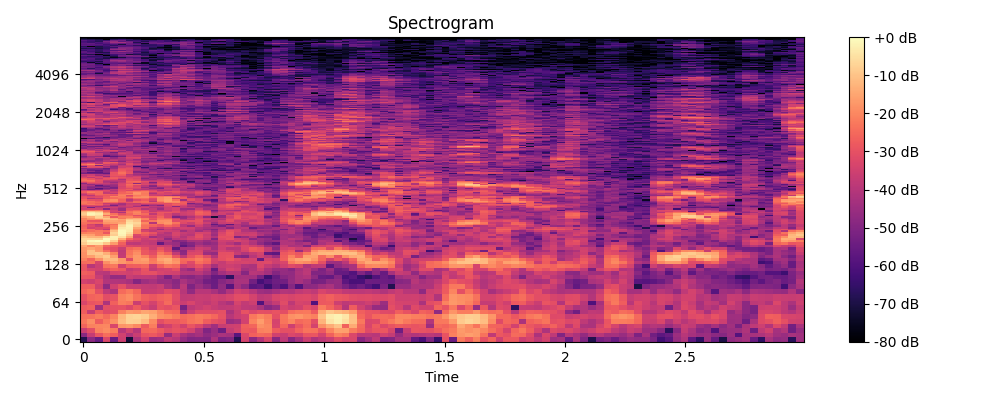 Spectrogram
Hz
4096
2048
1024
512
256
128
64
0
0
0.5
1
1.5
2
2.5
Time
+0 dB
-10 dB
-20 dB
-30 dB
-40 dB
-50 dB
-60 dB
-70 dB
-80 dB